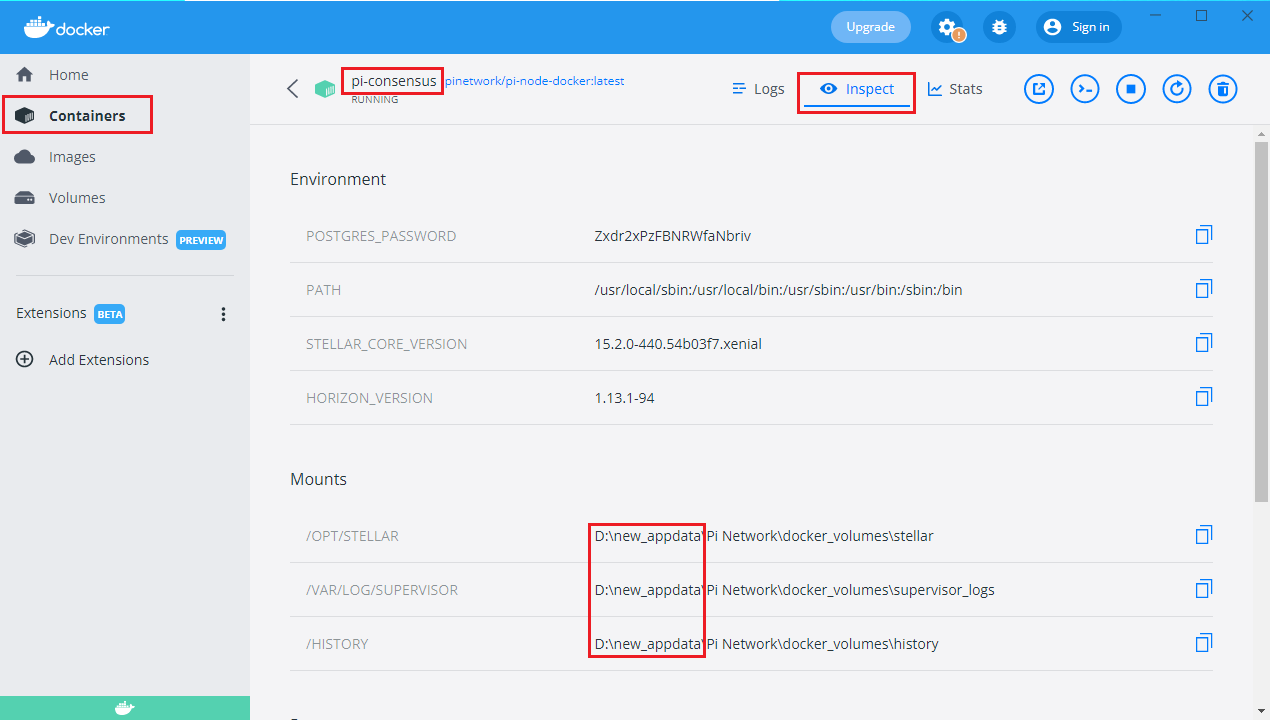 docker
Upgrade
Sign in
Home
Containers
Images
Volumes
Dev Environments PREVIEW
Extensions BETA
Add Extensions
pi-consensus pinetwork/pi-node-docker:latest
RUNNING
Logs
Inspect
Stats
Environment
POSTGRES_PASSWORD Zxdr2xPzFBNRWfaNbriv
PATH /usr/local/sbin:/usr/local/bin:/usr/sbin:/usr/bin:/sbin:/bin
STELLAR_CORE_VERSION 15.2.0-440.54b03f7.xenial
HORIZON_VERSION 1.13.1-94
Mounts
/OPT/STELLAR D:\new_appdata\Pi Network\docker_volumes\stellar
/VAR/LOG/SUPERVISOR D:\new_appdata\Pi Network\docker_volumes\supervisor_logs
/HISTORY D:\new_appdata\Pi Network\docker_volumes\history